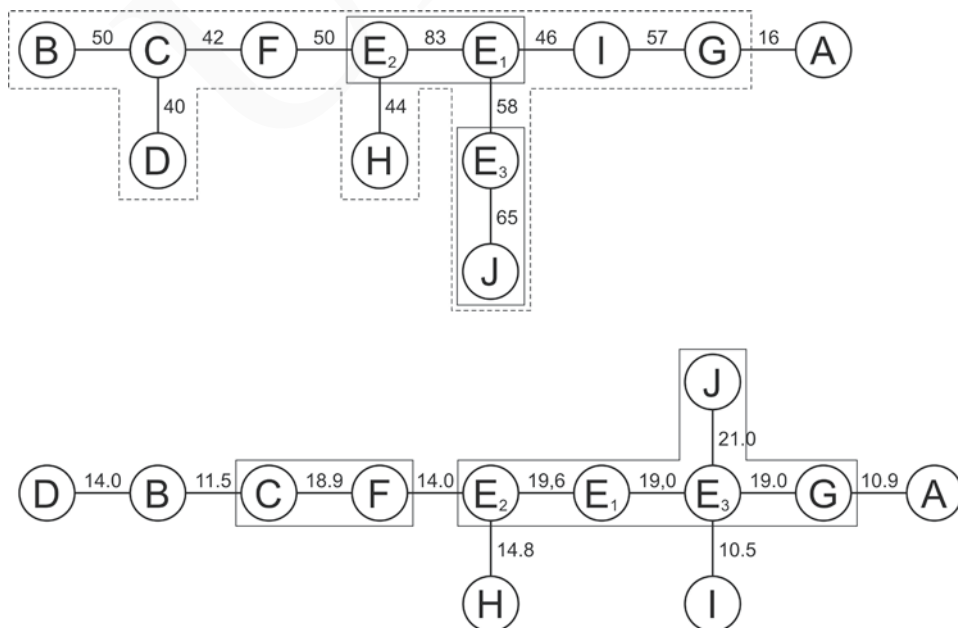 B 50 C 42 F 50 E₂ 83 E₁ 46 I 57 G 16 A
40 44 58
D H E₃
65
J
J
21.0
D 14.0 B 11.5 C 18.9 F 14.0 E₂ 19,6 E₁ 19,0 E₃ 19.0 G 10.9 A
14.8 10.5
H I